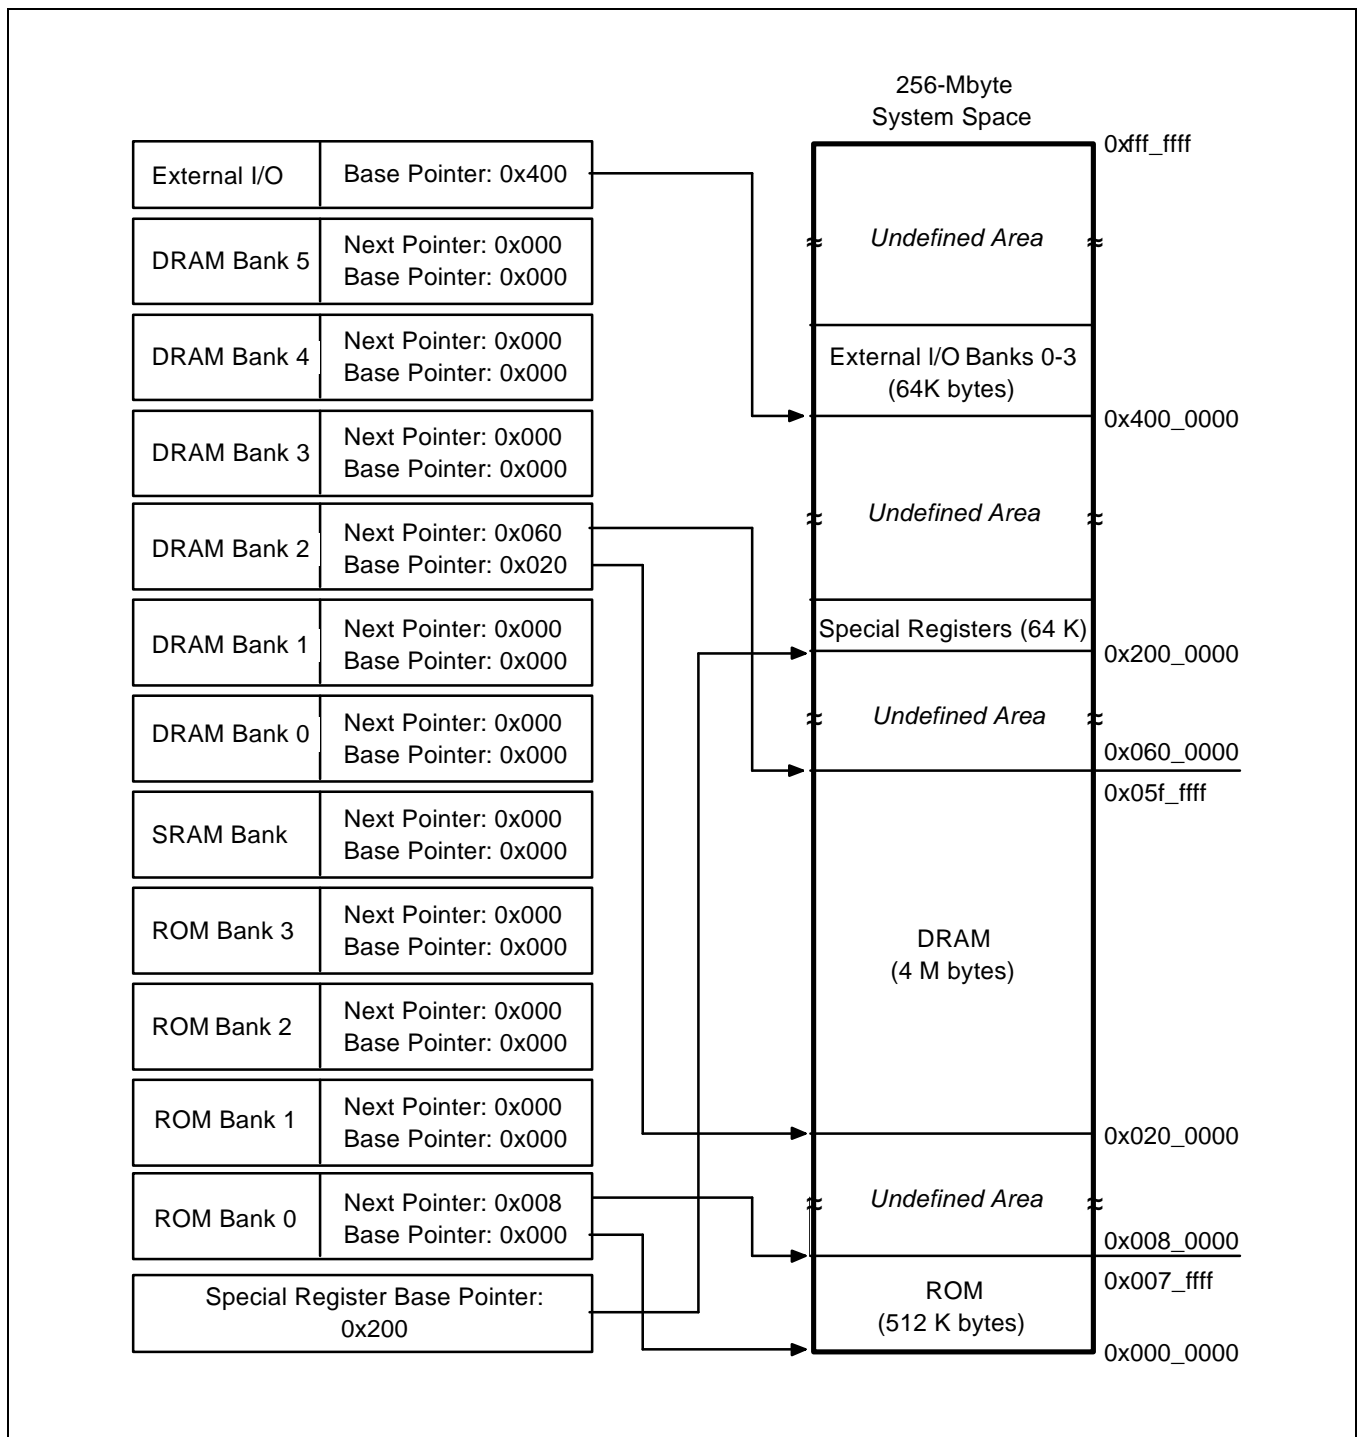 256-Mbyte
System Space
External I/O
Base Pointer: 0x400
DRAM Bank 5
Next Pointer: 0x000
Base Pointer: 0x000
DRAM Bank 4
Next Pointer: 0x000
Base Pointer: 0x000
DRAM Bank 3
Next Pointer: 0x000
Base Pointer: 0x000
DRAM Bank 2
Next Pointer: 0x060
Base Pointer: 0x020
DRAM Bank 1
Next Pointer: 0x000
Base Pointer: 0x000
DRAM Bank 0
Next Pointer: 0x000
Base Pointer: 0x000
SRAM Bank
Next Pointer: 0x000
Base Pointer: 0x000
ROM Bank 3
Next Pointer: 0x000
Base Pointer: 0x000
ROM Bank 2
Next Pointer: 0x000
Base Pointer: 0x000
ROM Bank 1
Next Pointer: 0x000
Base Pointer: 0x000
ROM Bank 0
Next Pointer: 0x008
Base Pointer: 0x000
Special Register Base Pointer:
0x200
0xfff_ffff
Undefined Area
External I/O Banks 0-3
(64K bytes)
0x400_0000
Undefined Area
Special Registers (64 K)
0x200_0000
Undefined Area
0x060_0000
0x05f_ffff
DRAM
(4 M bytes)
0x020_0000
Undefined Area
0x008_0000
0x007_ffff
ROM
(512 K bytes)
0x000_0000